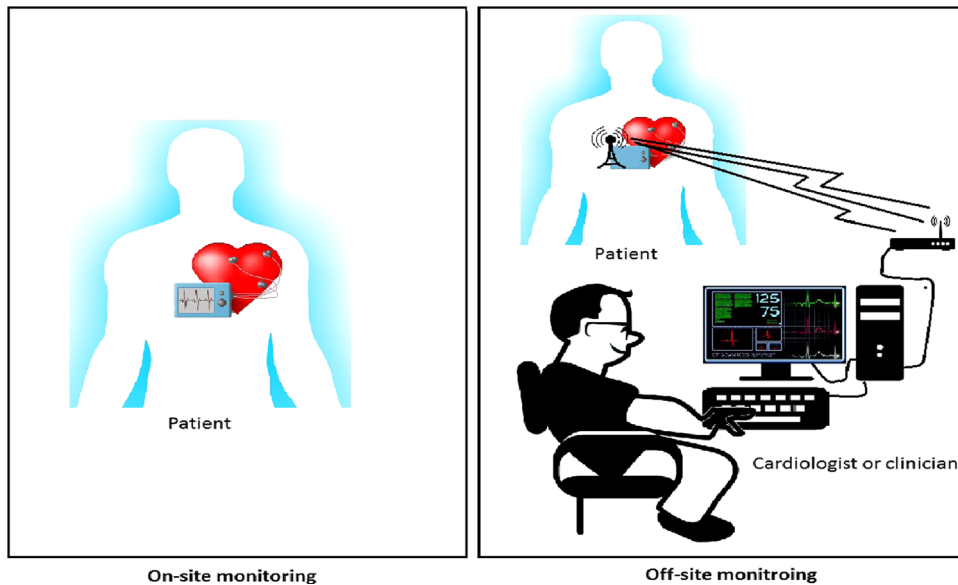 Patient
On-site monitoring
Patient
125
75
Cardiologist or clinician
Off-site monitroing